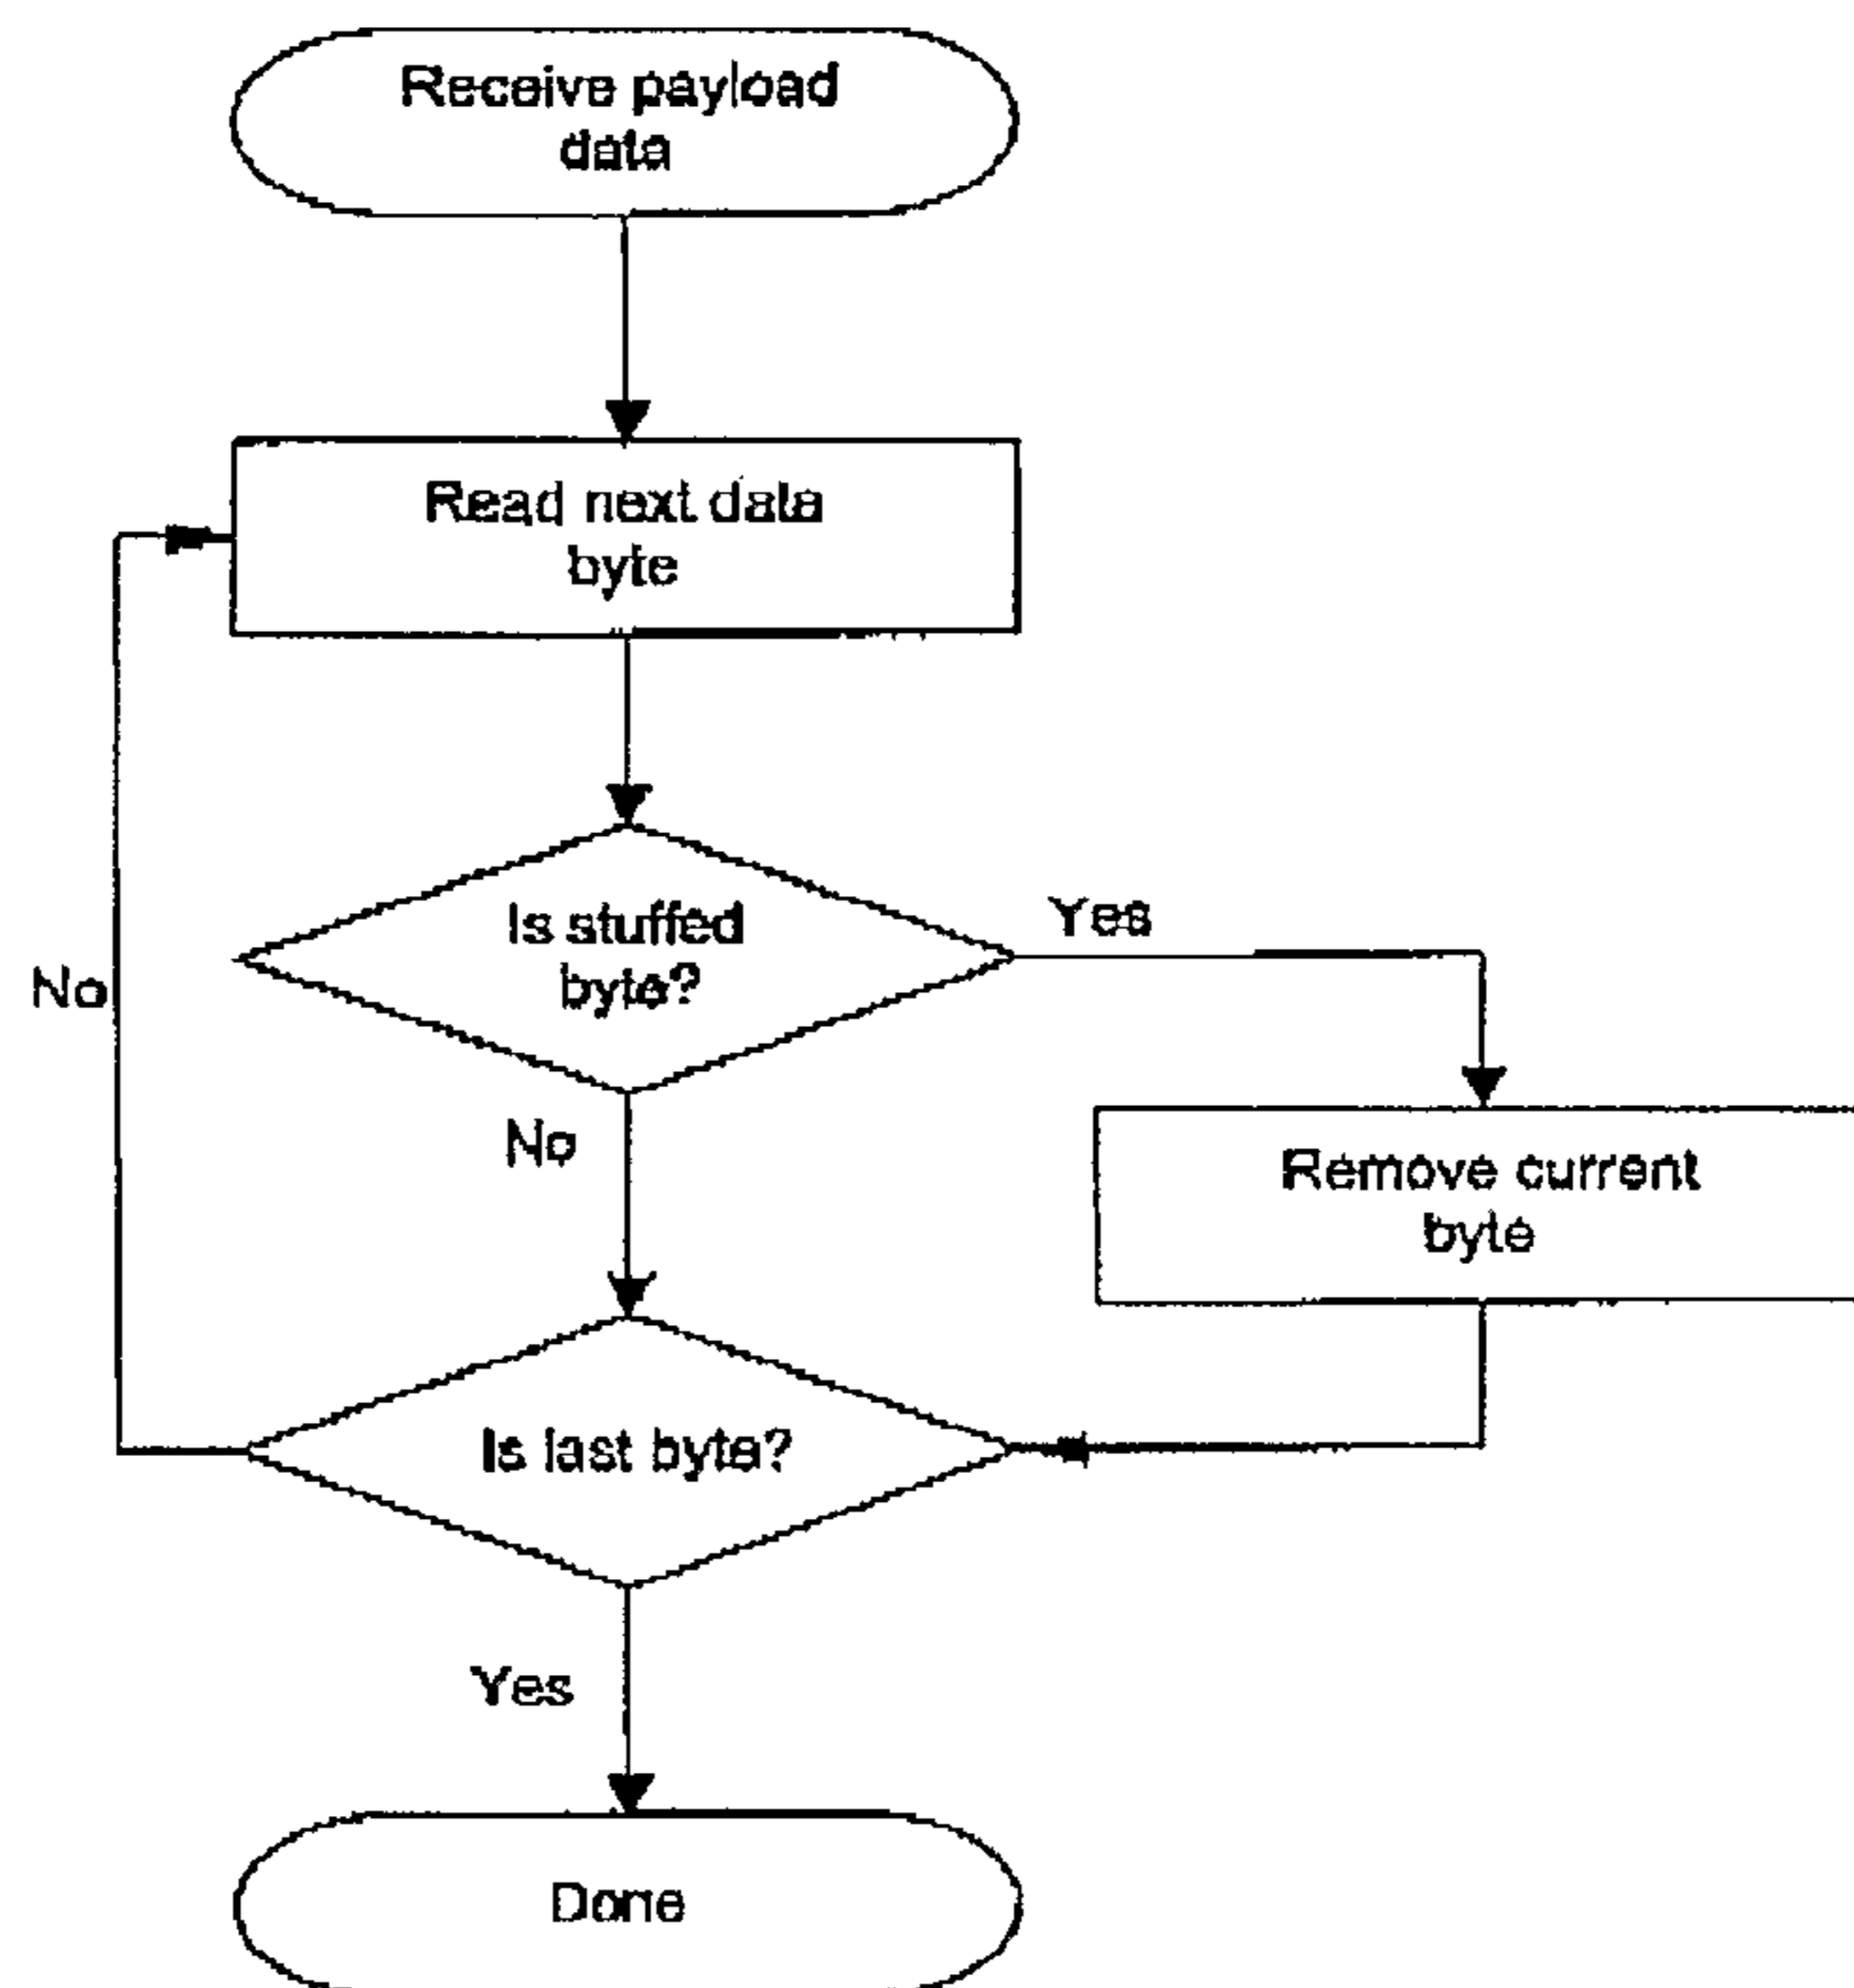 Receive payload
data
Read next data
byte
Is stuffed
byte?
Yes
No
No
Remove current
byte
Is last byte?
Yes
Done